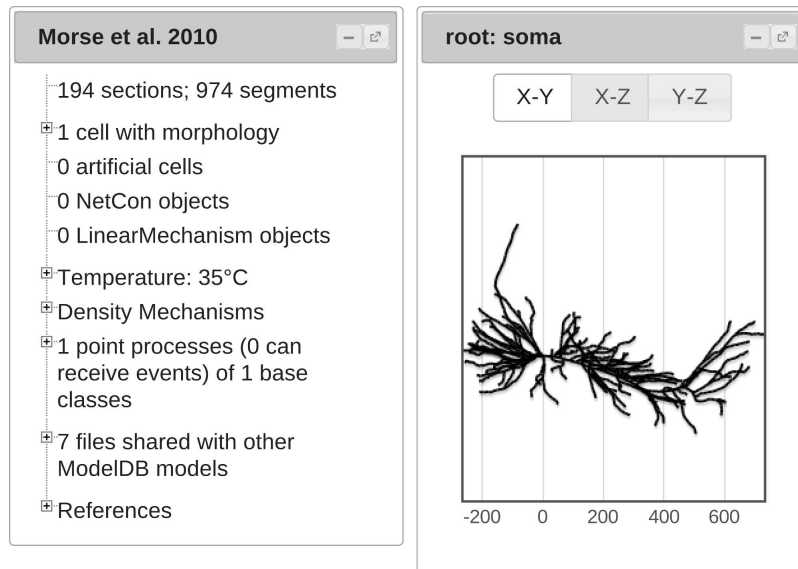 Morse et al. 2010
194 sections; 974 segments
1 cell with morphology
0 artificial cells
0 NetCon objects
0 LinearMechanism objects
Temperature: 35°C
Density Mechanisms
1 point processes (0 can
receive events) of 1 base
classes
7 files shared with other
ModelDB models
References
root: soma
X-Y X-Z Y-Z
-200 0 200 400 600